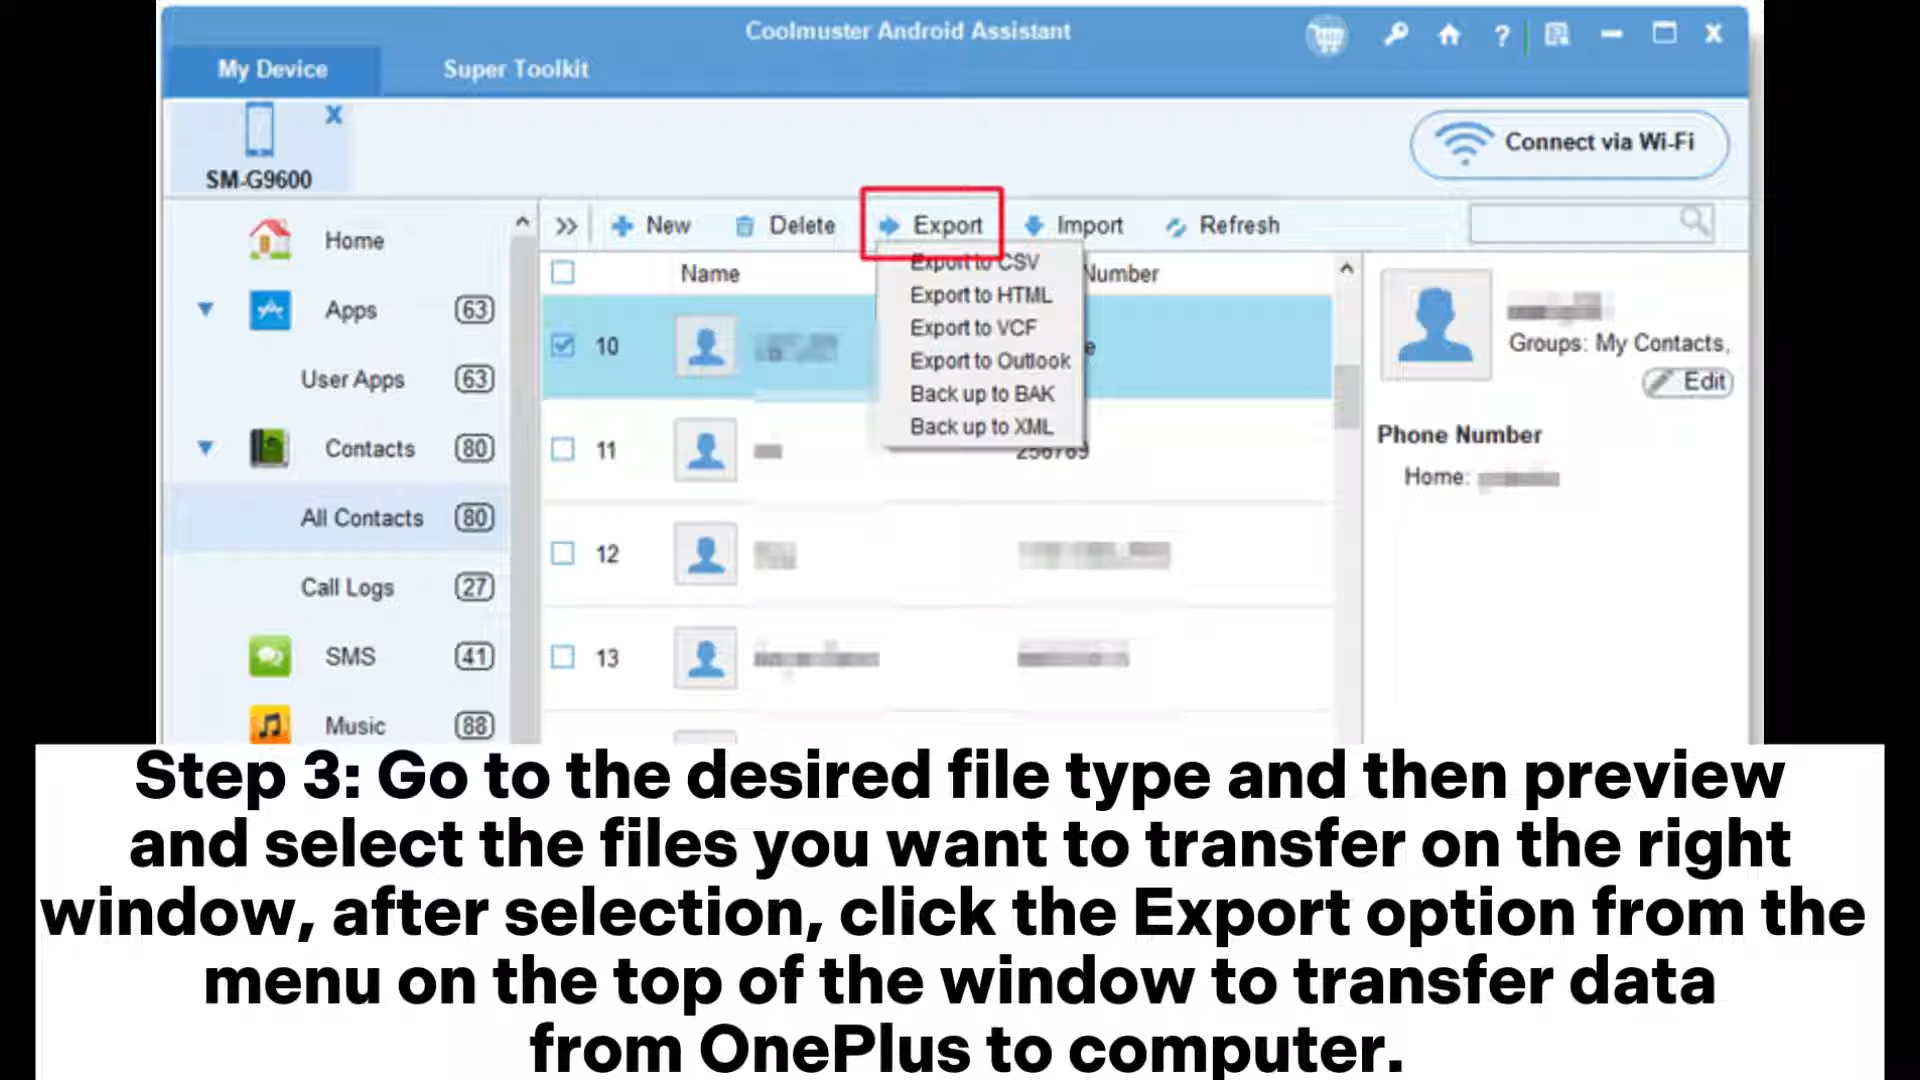 Coolmuster Android Assistant
My Device
Super Toolkit
?
SM-G9600
Connect via Wi-Fi
New
Delete
Export
Import
Refresh
Home
Apps 63
User Apps 63
Contacts 80
All Contacts 80
Call Logs 27
SMS 41
Music 88
Name
Number
Export to CSV
Export to HTML
Export to VCF
Export to Outlook
Back up to BAK
Back up to XML
10
e
11
256789
12
13
Groups: My Contacts,
Edit
Phone Number
Home:
Step 3: Go to the desired file type and then preview
and select the files you want to transfer on the right
window, after selection, click the Export option from the
menu on the top of the window to transfer data
from OnePlus to computer.